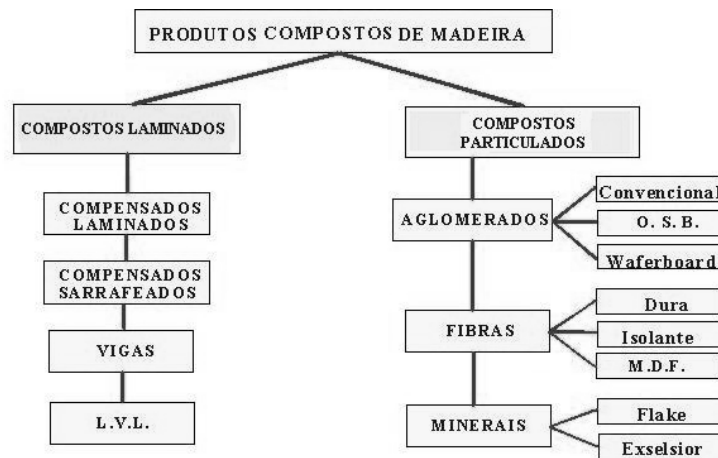 PRODUTOS COMPOSTOS DE MADEIRA
COMPOSTOS LAMINADOS
COMPENSADOS
LAMINADOS
COMPENSADOS
SARRAFEADOS
VIGAS
L.V.L.
COMPOSTOS
PARTICULADOS
AGLOMERADOS
Convencional
O. S. B.
Waferboard
FIBRAS
Dura
Isolante
M.D.F.
MINERAIS
Flake
Exselsior